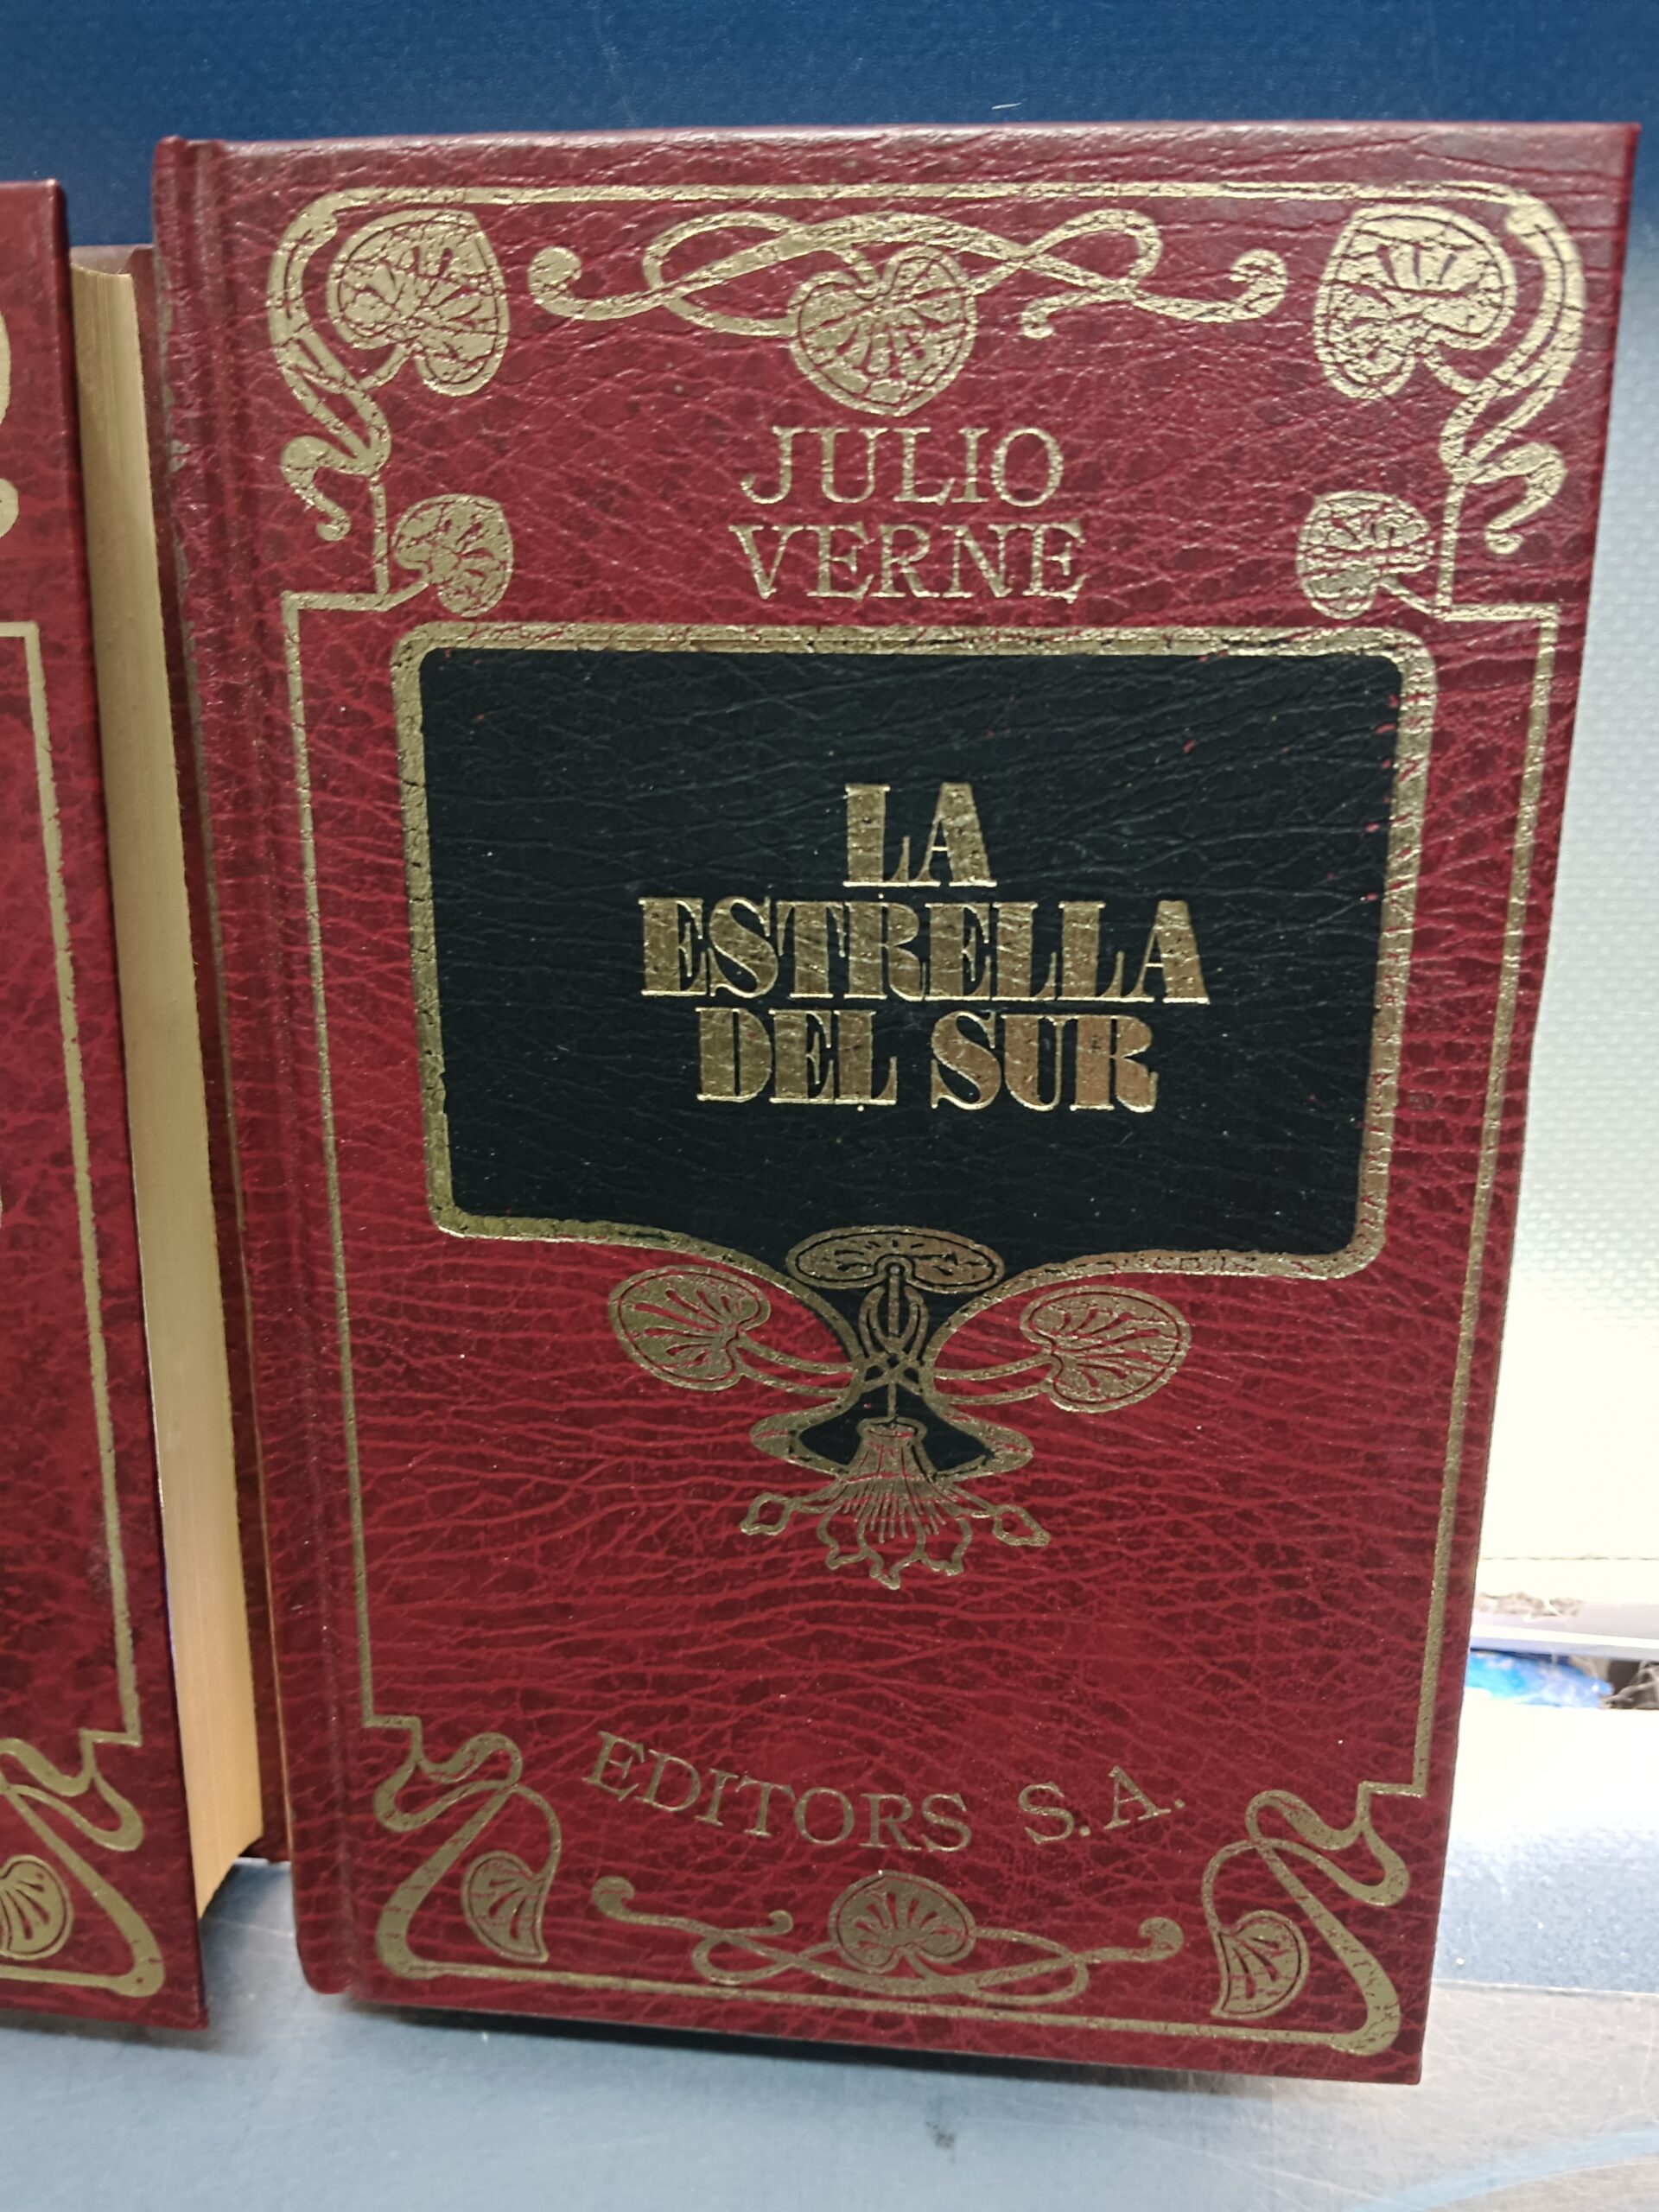 JULIO
VERNE
LA
ESTRELLA
DEL SUR
EDITORS S.A.